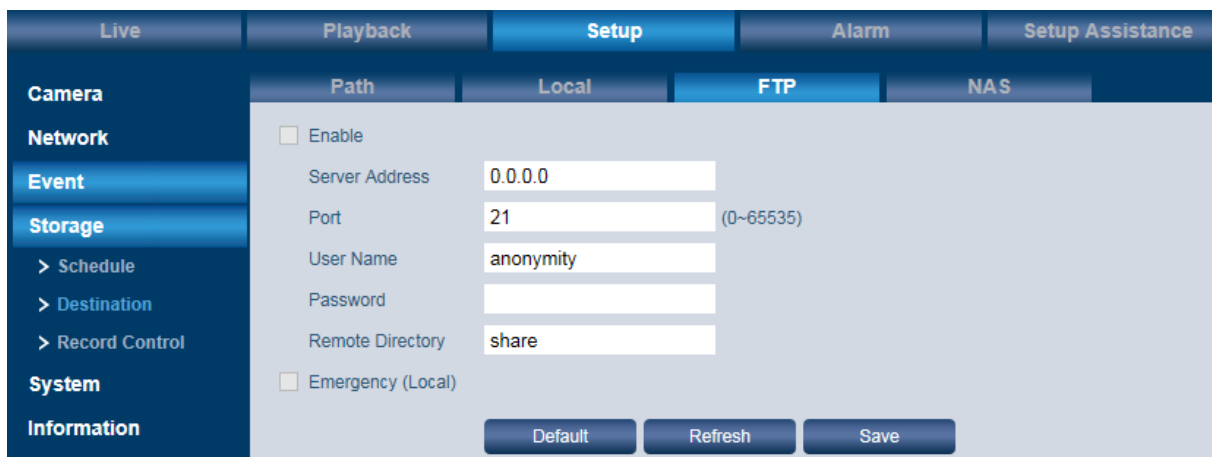 Live Playback Setup Alarm Setup Assistance
Camera
Network
Event
Storage
> Schedule
> Destination
> Record Control
System
Information
Path Local FTP NAS
Enable
Server Address 0.0.0.0
Port 21 (0~65535)
User Name anonymity
Password
Remote Directory share
Emergency (Local)
Default Refresh Save